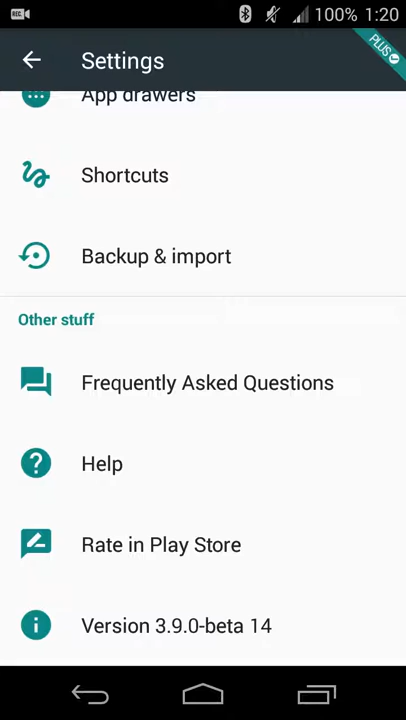 REC
100% 1:20
Settings
PLUS
App drawers
Shortcuts
Backup & import
Other stuff
Frequently Asked Questions
Help
Rate in Play Store
Version 3.9.0-beta 14